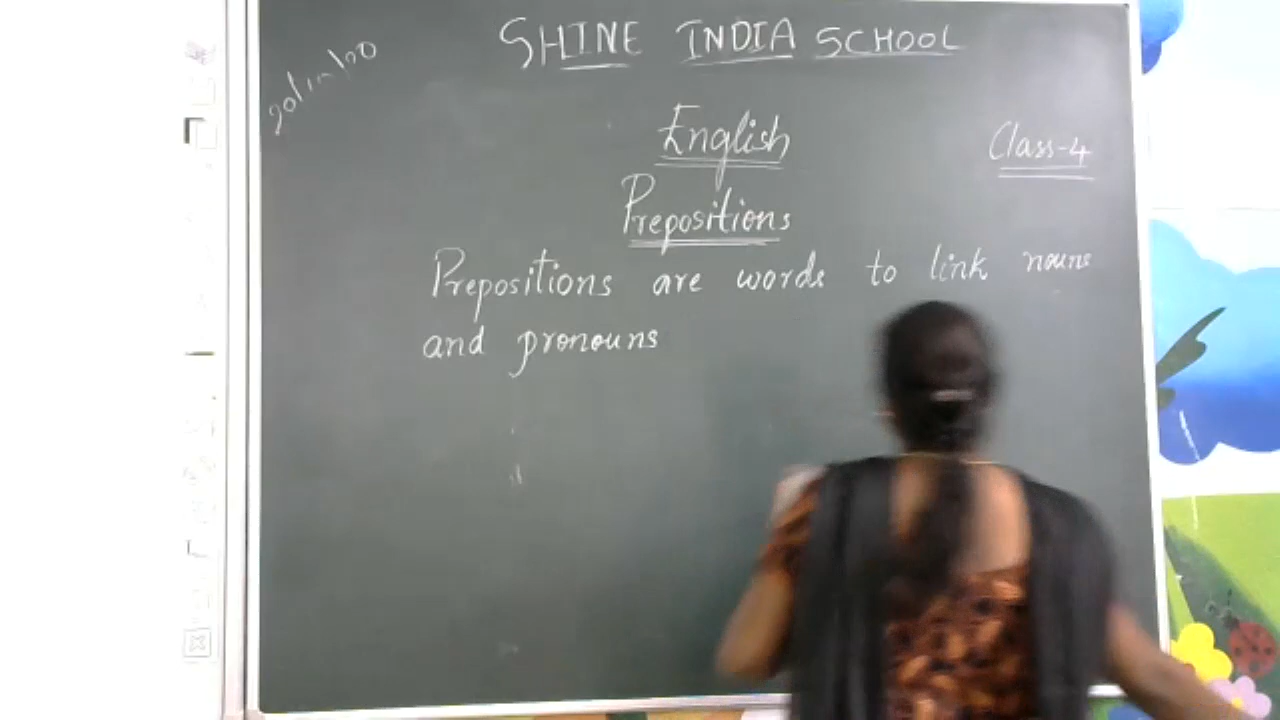 SHINE INDIA SCHOOL
English
Class-4
Prepositions
Prepositions are words to link nouns
and pronouns